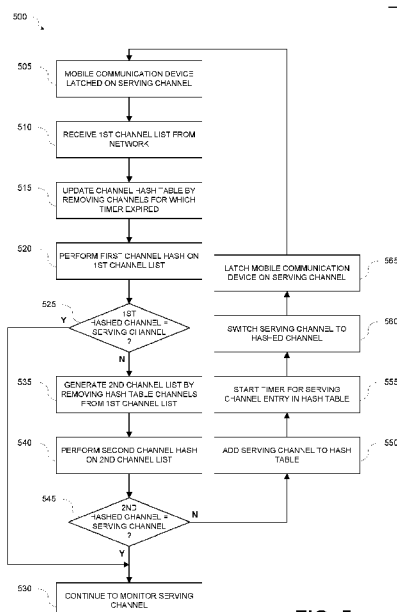 500
505
MOBILE COMMUNICATION DEVICE
LATCHED ON SERVING CHANNEL
510
RECEIVE 1ST CHANNEL LIST FROM
NETWORK
515
UPDATE CHANNEL HASH TABLE BY
REMOVING CHANNELS FOR WHICH
TIMER EXPIRED
520
PERFORM FIRST CHANNEL HASH ON
1ST CHANNEL LIST
525
1ST
HASHED CHANNEL =
SERVING CHANNEL
?
Y
N
535
GENERATE 2ND CHANNEL LIST BY
REMOVING HASH TABLE CHANNELS
FROM 1ST CHANNEL LIST
540
PERFORM SECOND CHANNEL HASH
ON 2ND CHANNEL LIST
545
2ND
HASHED CHANNEL =
SERVING CHANNEL
?
N
Y
530
CONTINUE TO MONITOR SERVING
CHANNEL
565
LATCH MOBILE COMMUNICATION
DEVICE ON SERVING CHANNEL
560
SWITCH SERVING CHANNEL TO
HASHED CHANNEL
555
START TIMER FOR SERVING
CHANNEL ENTRY IN HASH TABLE
550
ADD SERVING CHANNEL TO HASH
TABLE